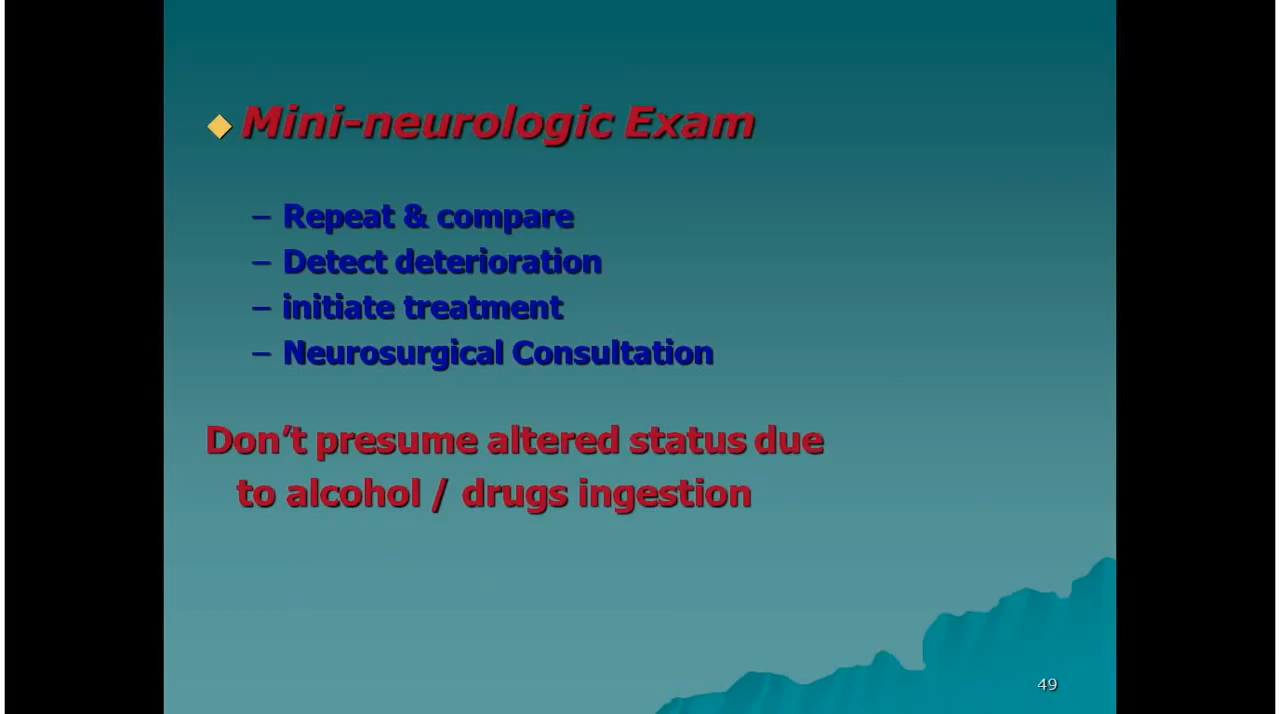 Mini-neurologic Exam
– Repeat & compare
– Detect deterioration
– initiate treatment
– Neurosurgical Consultation
Don’t presume altered status due
to alcohol / drugs ingestion
49